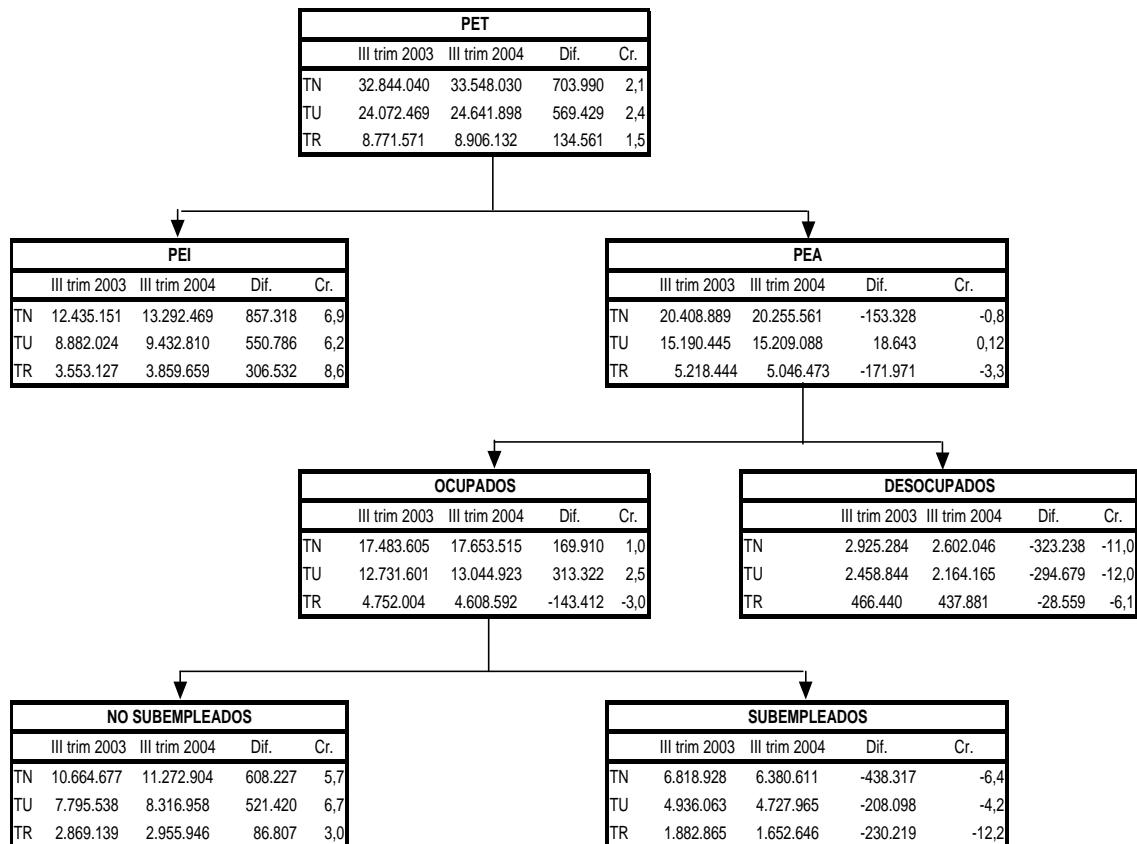 PET
III trim 2003 III trim 2004 Dif. Cr.
TN 32.844.040 33.548.030 703.990 2,1
TU 24.072.469 24.641.898 569.429 2,4
TR 8.771.571 8.906.132 134.561 1,5
PEI
III trim 2003 III trim 2004 Dif. Cr.
TN 12.435.151 13.292.469 857.318 6,9
TU 8.882.024 9.432.810 550.786 6,2
TR 3.553.127 3.859.659 306.532 8,6
PEA
III trim 2003 III trim 2004 Dif. Cr.
TN 20.408.889 20.255.561 -153.328 -0,8
TU 15.190.445 15.209.088 18.643 0,12
TR 5.218.444 5.046.473 -171.971 -3,3
OCUPADOS
III trim 2003 III trim 2004 Dif. Cr.
TN 17.483.605 17.653.515 169.910 1,0
TU 12.731.601 13.044.923 313.322 2,5
TR 4.752.004 4.608.592 -143.412 -3,0
DESOCUPADOS
III trim 2003 III trim 2004 Dif. Cr.
TN 2.925.284 2.602.046 -323.238 -11,0
TU 2.458.844 2.164.165 -294.679 -12,0
TR 466.440 437.881 -28.559 -6,1
NO SUBEMPLEADOS
III trim 2003 III trim 2004 Dif. Cr.
TN 10.664.677 11.272.904 608.227 5,7
TU 7.795.538 8.316.958 521.420 6,7
TR 2.869.139 2.955.946 86.807 3,0
SUBEMPLEADOS
III trim 2003 III trim 2004 Dif. Cr.
TN 6.818.928 6.380.611 -438.317 -6,4
TU 4.936.063 4.727.965 -208.098 -4,2
TR 1.882.865 1.652.646 -230.219 -12,2